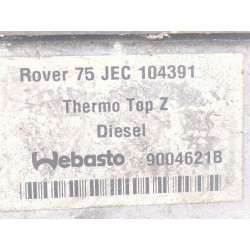 Rover 75 JEC 104391
Thermo Top Z
Diesel
Webasto 9004621B